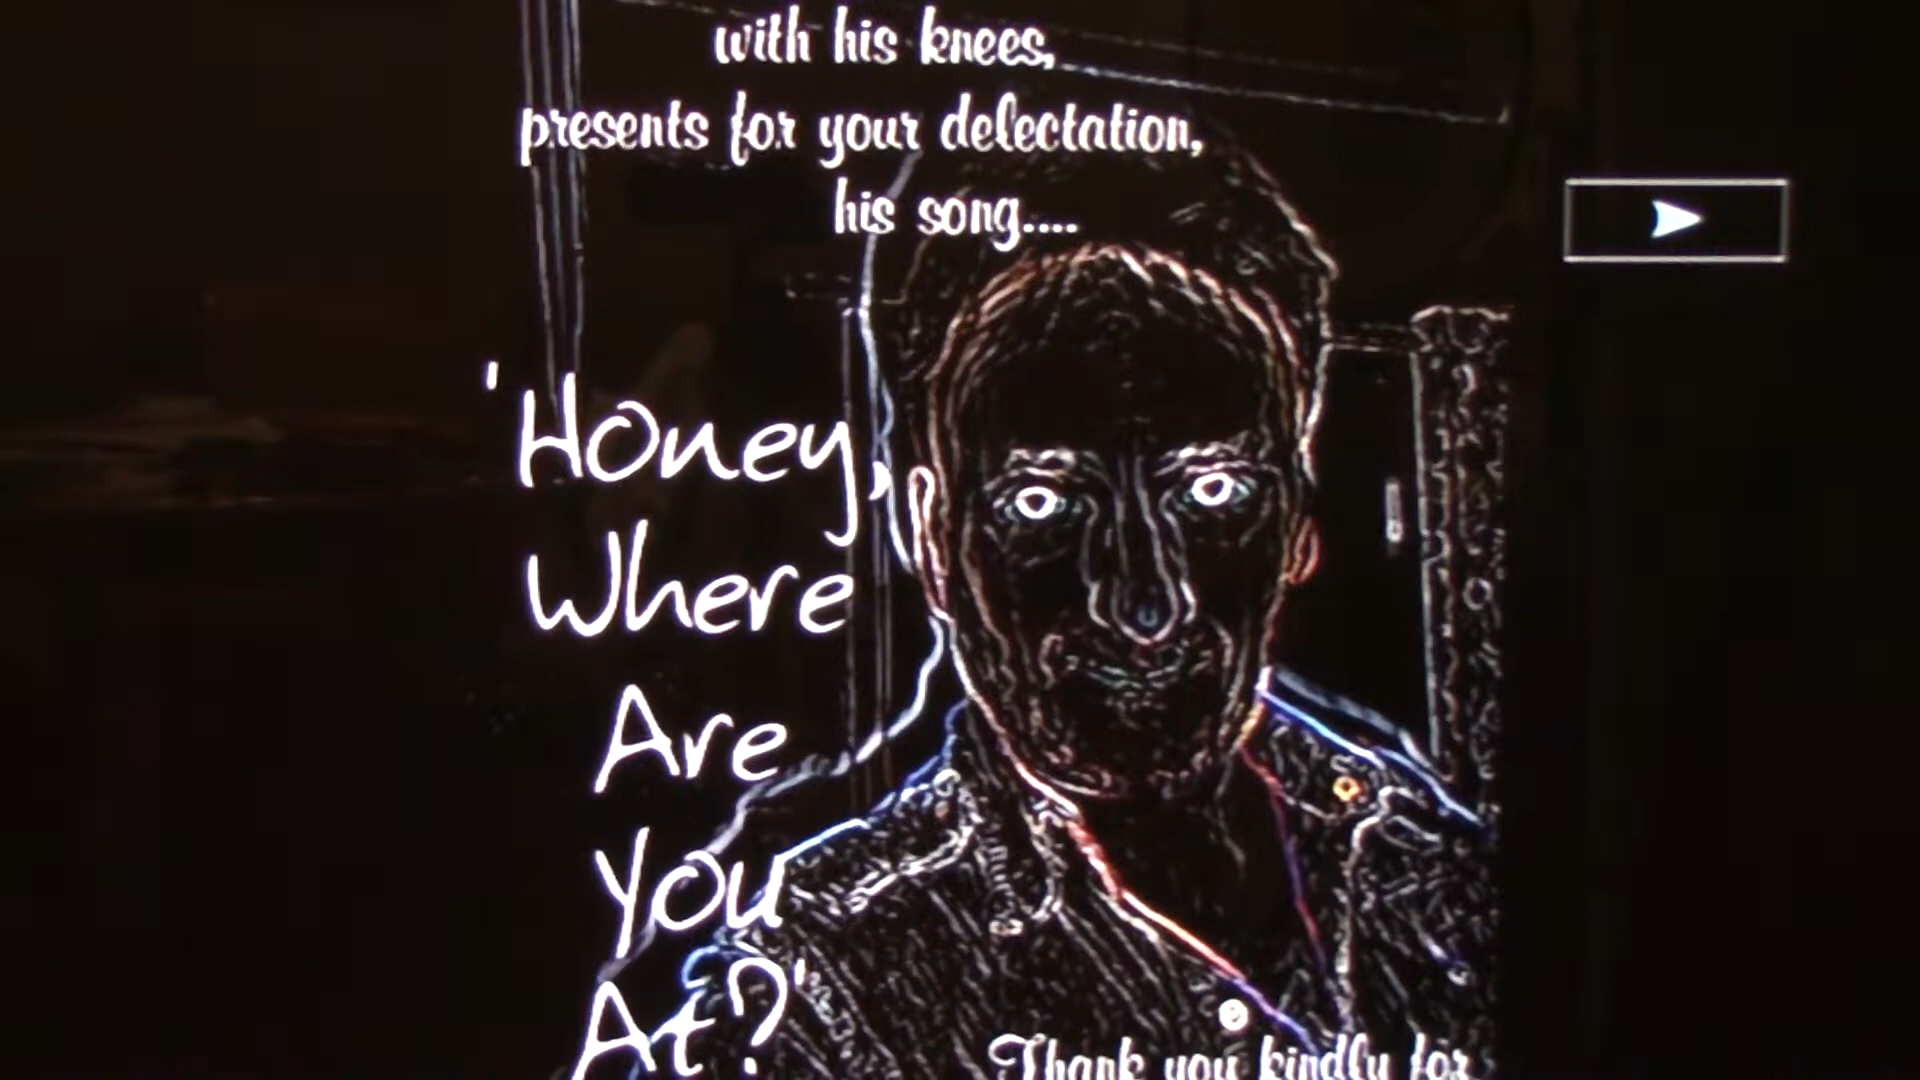 with his knees,
presents for your delectation,
his song....
'Honey,
Where
Are
You
At?'
Thank you kindly for